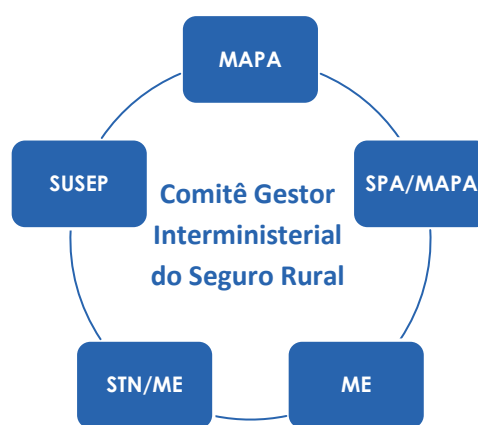 MAPA
SUSEP
SPA/MAPA
Comitê Gestor
Interministerial
do Seguro Rural
STN/ME
ME